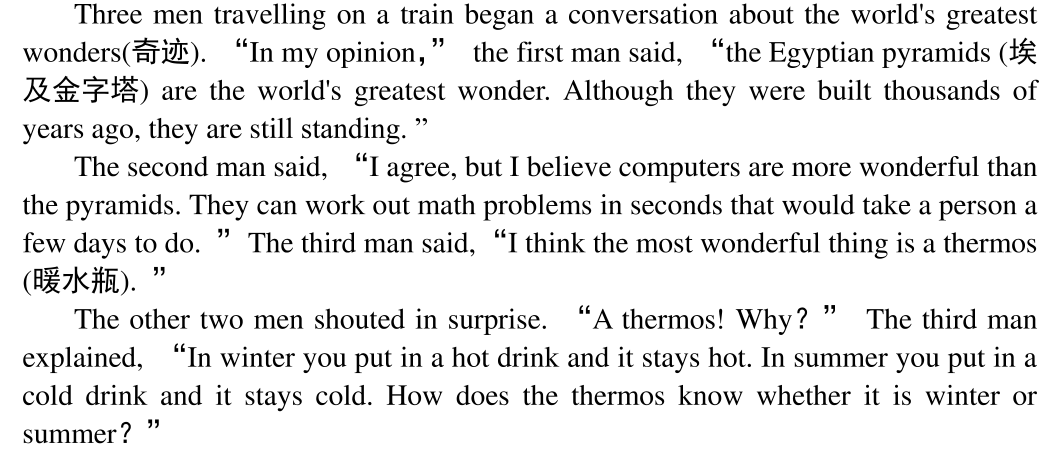 Three men travelling on a train began a conversation about the world's greatest
wonders(奇迹). “In my opinion,” the first man said, “the Egyptian pyramids (埃
及金字塔) are the world's greatest wonder. Although they were built thousands of
years ago, they are still standing. ”
The second man said, “I agree, but I believe computers are more wonderful than
the pyramids. They can work out math problems in seconds that would take a person a
few days to do. ” The third man said, “I think the most wonderful thing is a thermos
(暖水瓶). ”
The other two men shouted in surprise. “A thermos! Why？” The third man
explained, “In winter you put in a hot drink and it stays hot. In summer you put in a
cold drink and it stays cold. How does the thermos know whether it is winter or
summer？”